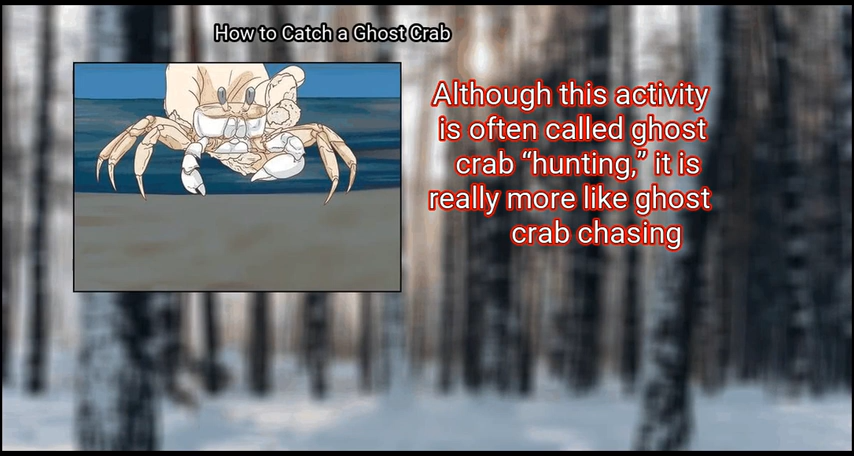 How to Catch a Ghost Crab
Although this activity
is often called ghost
crab “hunting,” it is
really more like ghost
crab chasing